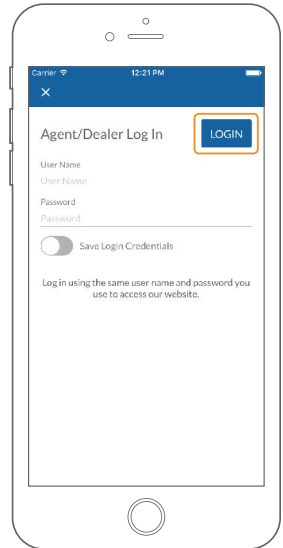 Carrier 12:21 PM
Agent/Dealer Log In
LOGIN
User Name
User Name
Password
Password
Save Login Credentials
Log in using the same user name and password you
use to access our website.